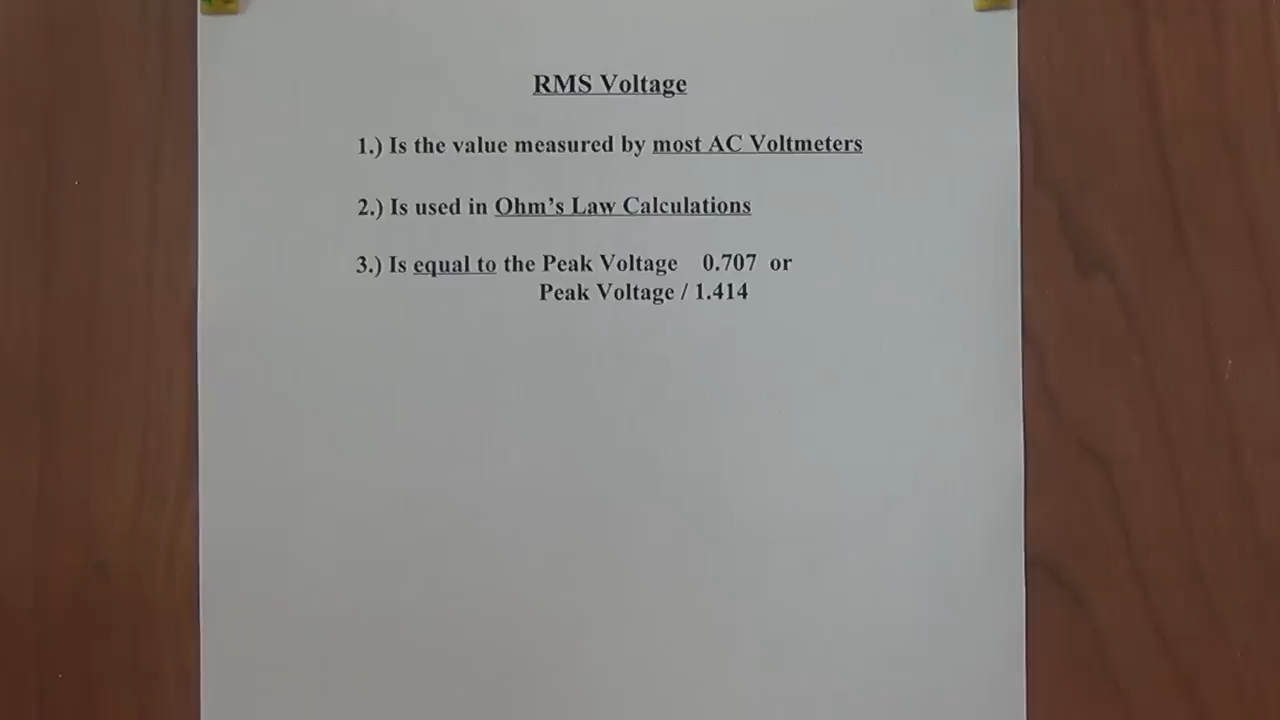 RMS Voltage
1.) Is the value measured by most AC Voltmeters
2.) Is used in Ohm's Law Calculations
3.) Is equal to the Peak Voltage 0.707 or
Peak Voltage / 1.414